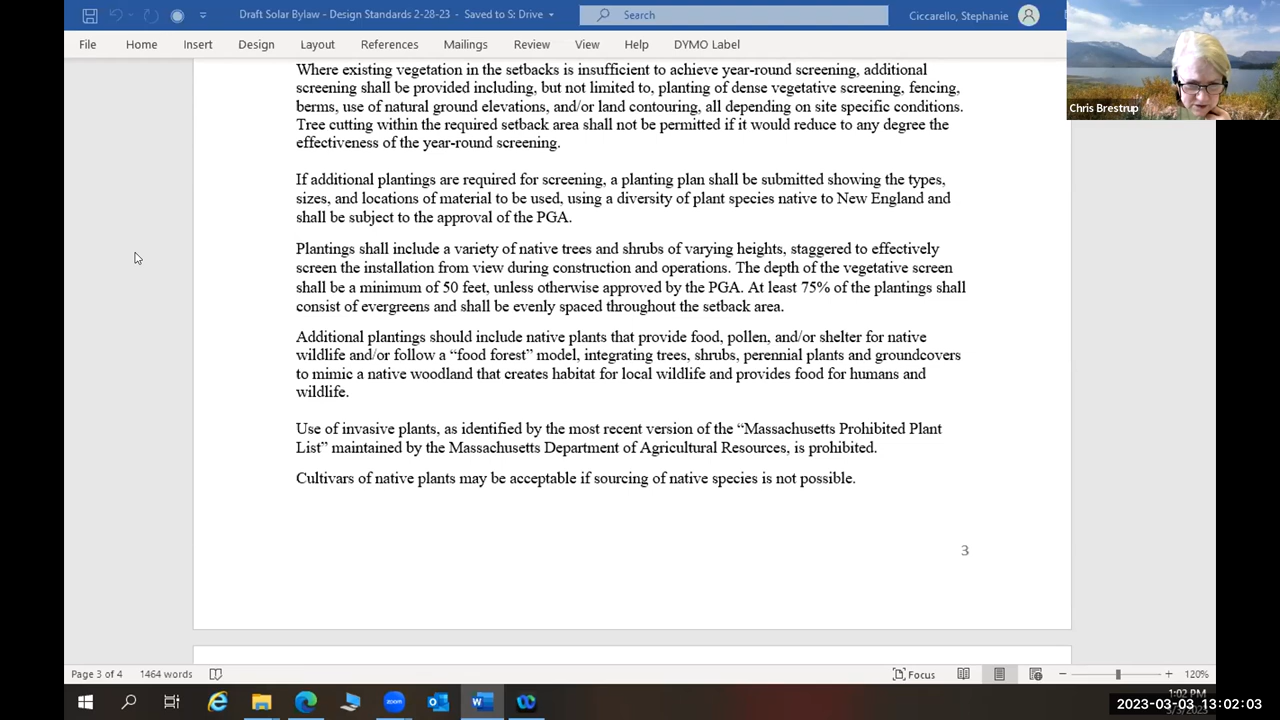 Draft Solar Bylaw - Design Standards 2-28-23 - Saved to S: Drive
Search
Ciccarello, Stephanie
File Home Insert Design Layout References Mailings Review View Help DYMO Label
Chris Brestrup
Where existing vegetation in the setbacks is insufficient to achieve year-round screening, additional
screening shall be provided including, but not limited to, planting of dense vegetative screening, fencing,
berms, use of natural ground elevations, and/or land contouring, all depending on site specific conditions.
Tree cutting within the required setback area shall not be permitted if it would reduce to any degree the
effectiveness of the year-round screening.
If additional plantings are required for screening, a planting plan shall be submitted showing the types,
sizes, and locations of material to be used, using a diversity of plant species native to New England and
shall be subject to the approval of the PGA.
Plantings shall include a variety of native trees and shrubs of varying heights, staggered to effectively
screen the installation from view during construction and operations. The depth of the vegetative screen
shall be a minimum of 50 feet, unless otherwise approved by the PGA. At least 75% of the plantings shall
consist of evergreens and shall be evenly spaced throughout the setback area.
Additional plantings should include native plants that provide food, pollen, and/or shelter for native
wildlife and/or follow a “food forest” model, integrating trees, shrubs, perennial plants and groundcovers
to mimic a native woodland that creates habitat for local wildlife and provides food for humans and
wildlife.
Use of invasive plants, as identified by the most recent version of the “Massachusetts Prohibited Plant
List” maintained by the Massachusetts Department of Agricultural Resources, is prohibited.
Cultivars of native plants may be acceptable if sourcing of native species is not possible.
3
Page 3 of 4 1464 words Focus 120%
zoom
1:02 PM
2023-03-03 13:02:03